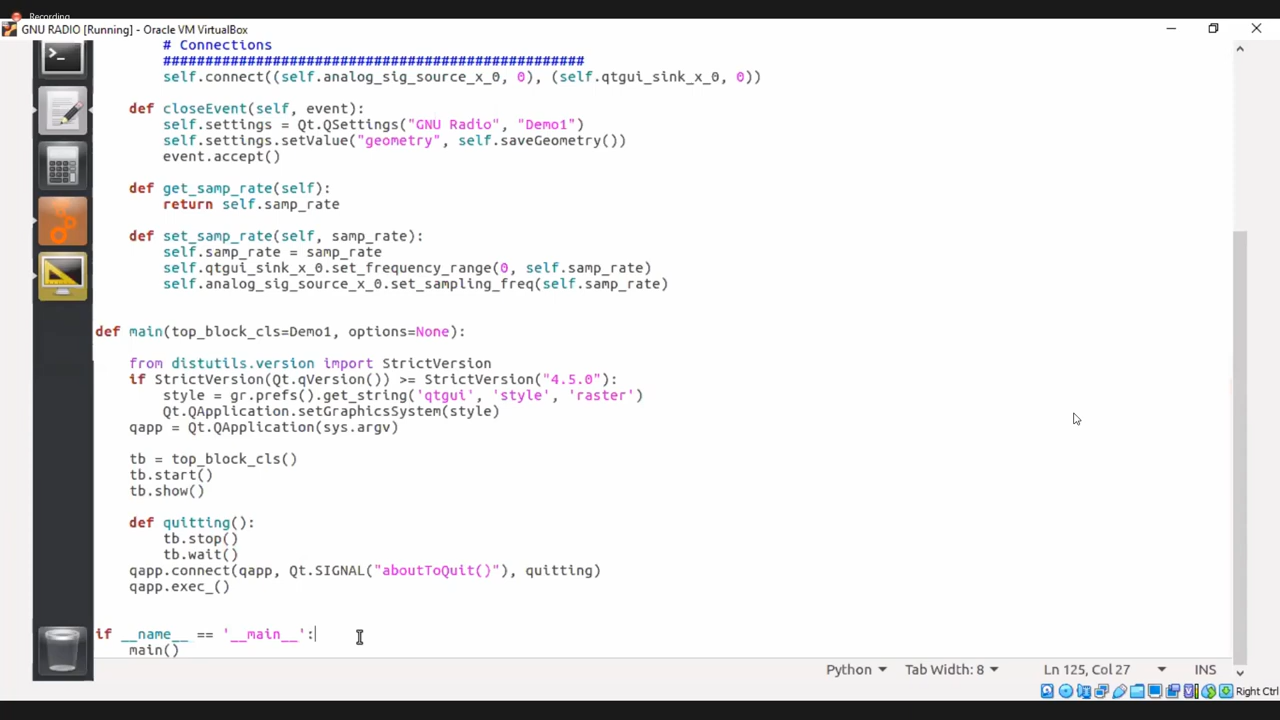 Recording
GNU RADIO [Running] - Oracle VM VirtualBox
# Connections
##################################################
self.connect((self.analog_sig_source_x_0, 0), (self.qtgui_sink_x_0, 0))
def closeEvent(self, event):
self.settings = Qt.QSettings("GNU Radio", "Demo1")
self.settings.setValue("geometry", self.saveGeometry())
event.accept()
def get_samp_rate(self):
return self.samp_rate
def set_samp_rate(self, samp_rate):
self.samp_rate = samp_rate
self.qtgui_sink_x_0.set_frequency_range(0, self.samp_rate)
self.analog_sig_source_x_0.set_sampling_freq(self.samp_rate)
def main(top_block_cls=Demo1, options=None):
from distutils.version import StrictVersion
if StrictVersion(Qt.qVersion()) >= StrictVersion("4.5.0"):
style = gr.prefs().get_string('qtgui', 'style', 'raster')
Qt.QApplication.setGraphicsSystem(style)
qapp = Qt.QApplication(sys.argv)
tb = top_block_cls()
tb.start()
tb.show()
def quitting():
tb.stop()
tb.wait()
qapp.connect(qapp, Qt.SIGNAL("aboutToQuit()"), quitting)
qapp.exec_()
if __name__ == '__main__':
main()
Python Tab Width: 8 Ln 125, Col 27 INS
Right Ctrl